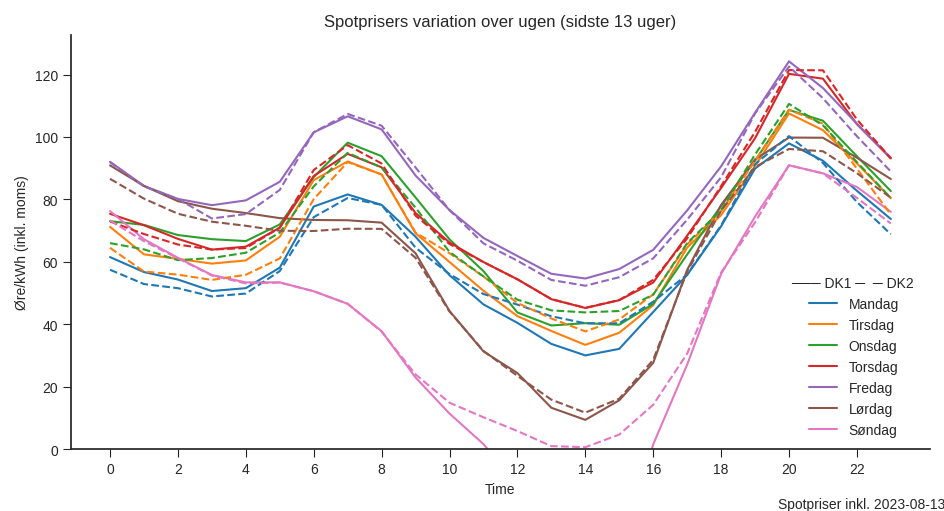 Spotprisers variation over ugen (sidste 13 uger)
Øre/kWh (inkl. moms)
120
100
80
60
40
20
0
0 2 4 6 8 10 12 14 16 18 20 22
Time
DK1 DK2
Mandag
Tirsdag
Onsdag
Torsdag
Fredag
Lørdag
Søndag
Spotpriser inkl. 2023-08-13